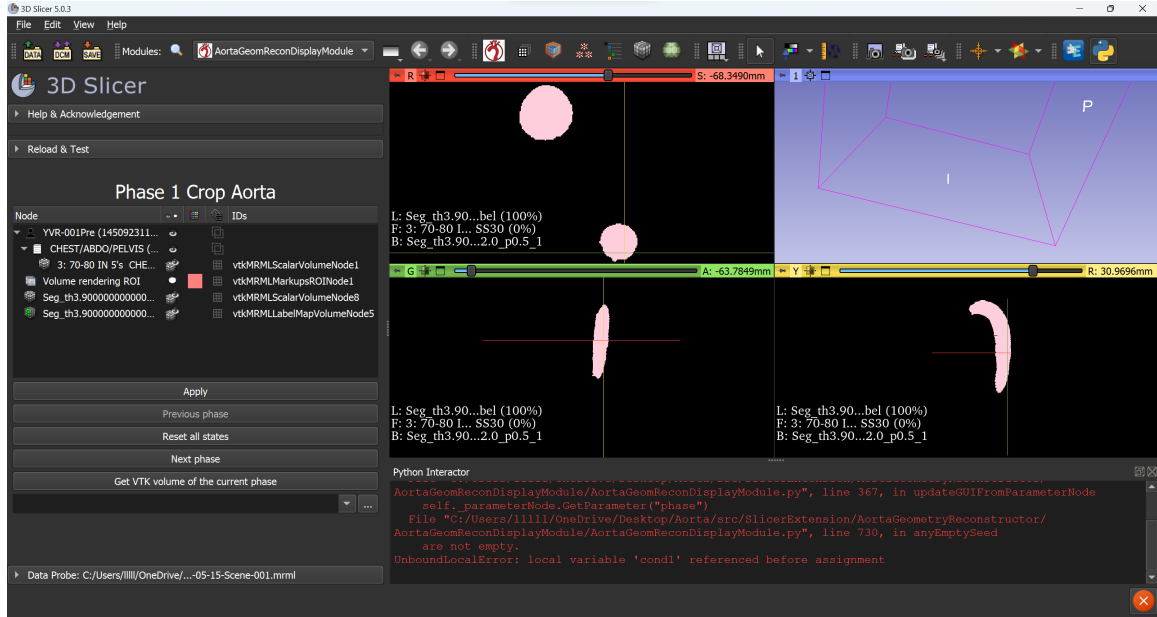 3D Slicer 5.0.3
File Edit View Help
DATA DCM SAVE Modules: AortaGeomReconDisplayModule
3D Slicer
Help & Acknowledgement
Reload & Test
Phase 1 Crop Aorta
Node IDs
YVR-001Pre (145092311...
CHEST/ABDO/PELVIS (...
3: 70-80 IN 5's CHE... vtkMRMLScalarVolumeNode1
Volume rendering ROI vtkMRMLMarkupsROINode1
Seg_th3.900000000000... vtkMRMLScalarVolumeNode8
Seg_th3.900000000000... vtkMRMLLabelMapVolumeNode5
Apply
Previous phase
Reset all states
Next phase
Get VTK volume of the current phase
...
Data Probe: C:/Users/lllll/OneDrive/...-05-15-Scene-001.mrml
R S: -68.3490mm
L: Seg_th3.90...bel (100%)
F: 3: 70-80 I... SS30 (0%)
B: Seg_th3.90...2.0_p0.5_1
1
P
I
G A: -63.7849mm
L: Seg_th3.90...bel (100%)
F: 3: 70-80 I... SS30 (0%)
B: Seg_th3.90...2.0_p0.5_1
Y R: 30.9696mm
L: Seg_th3.90...bel (100%)
F: 3: 70-80 I... SS30 (0%)
B: Seg_th3.90...2.0_p0.5_1
Python Interactor
AortaGeomReconDisplayModule/AortaGeomReconDisplayModule.py", line 367, in updateGUIFromParameterNode
self._parameterNode.GetParameter("phase")
File "C:/Users/lllll/OneDrive/Desktop/Aorta/src/SlicerExtension/AortaGeometryReconstructor/
AortaGeomReconDisplayModule/AortaGeomReconDisplayModule.py", line 730, in anyEmptySeed
are not empty.
UnboundLocalError: local variable 'cond1' referenced before assignment